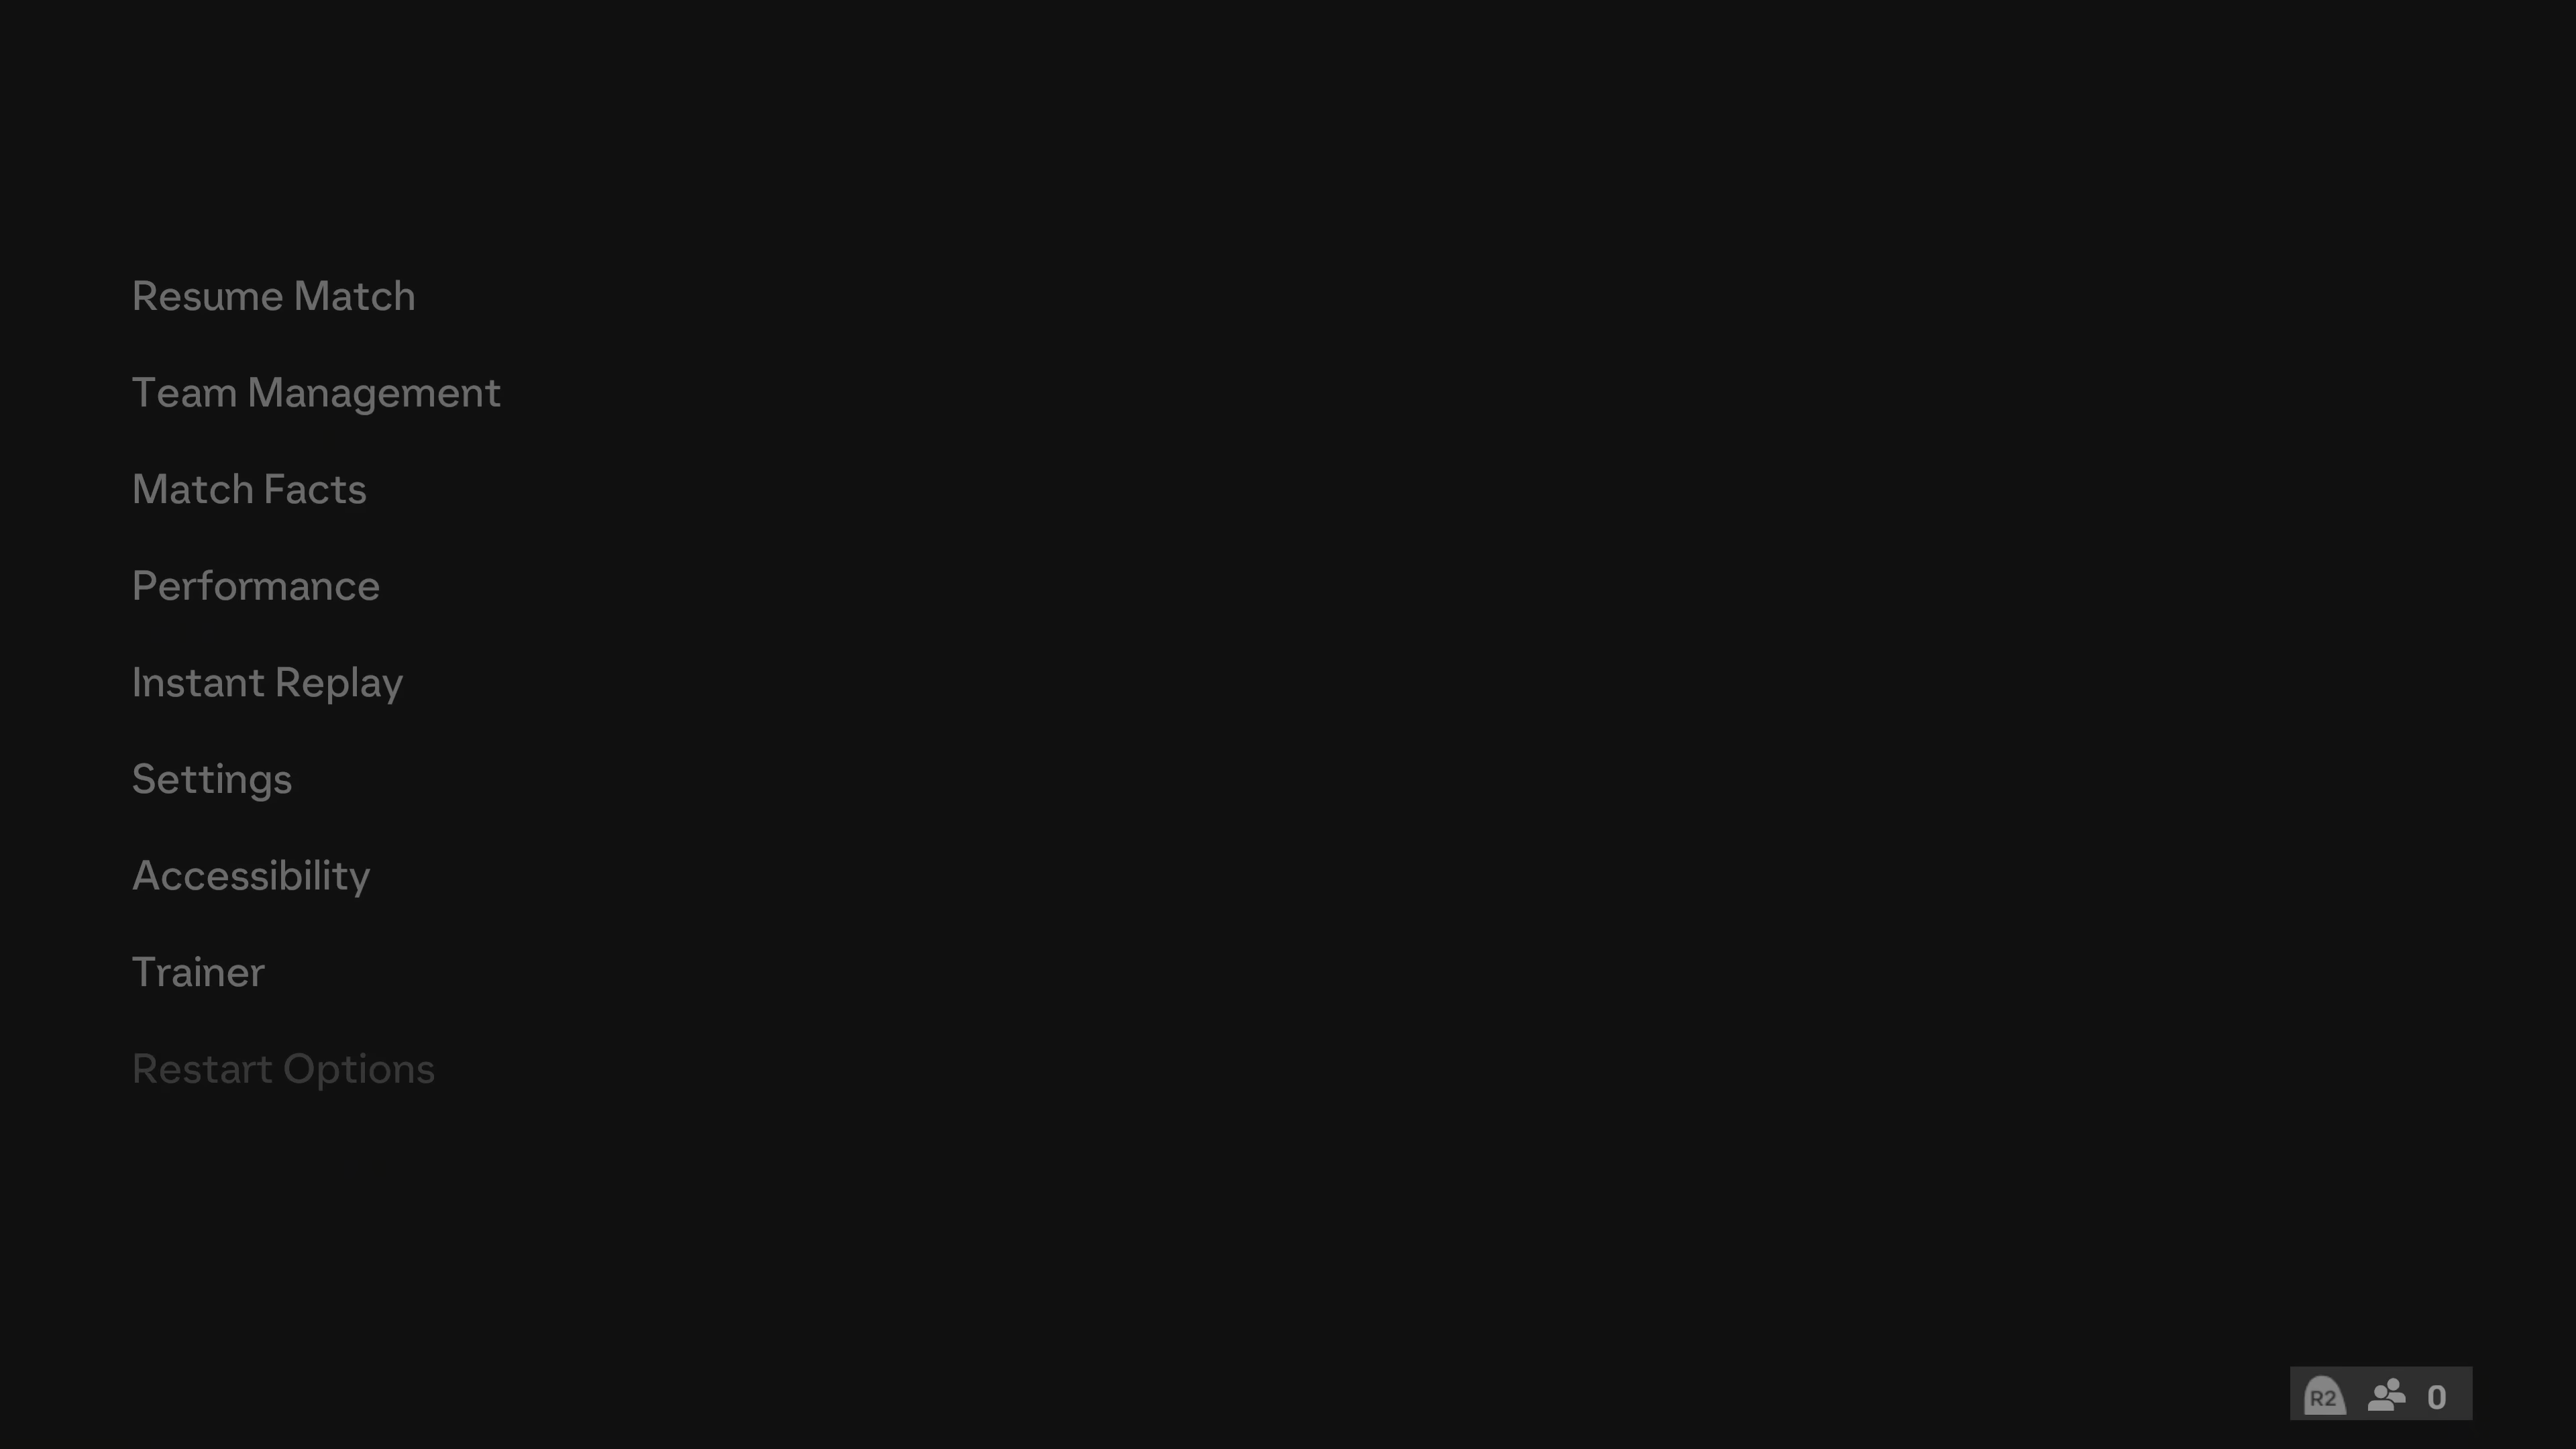 Resume Match
Team Management
Match Facts
Performance
Instant Replay
Settings
Accessibility
Trainer
Restart Options
R2 0